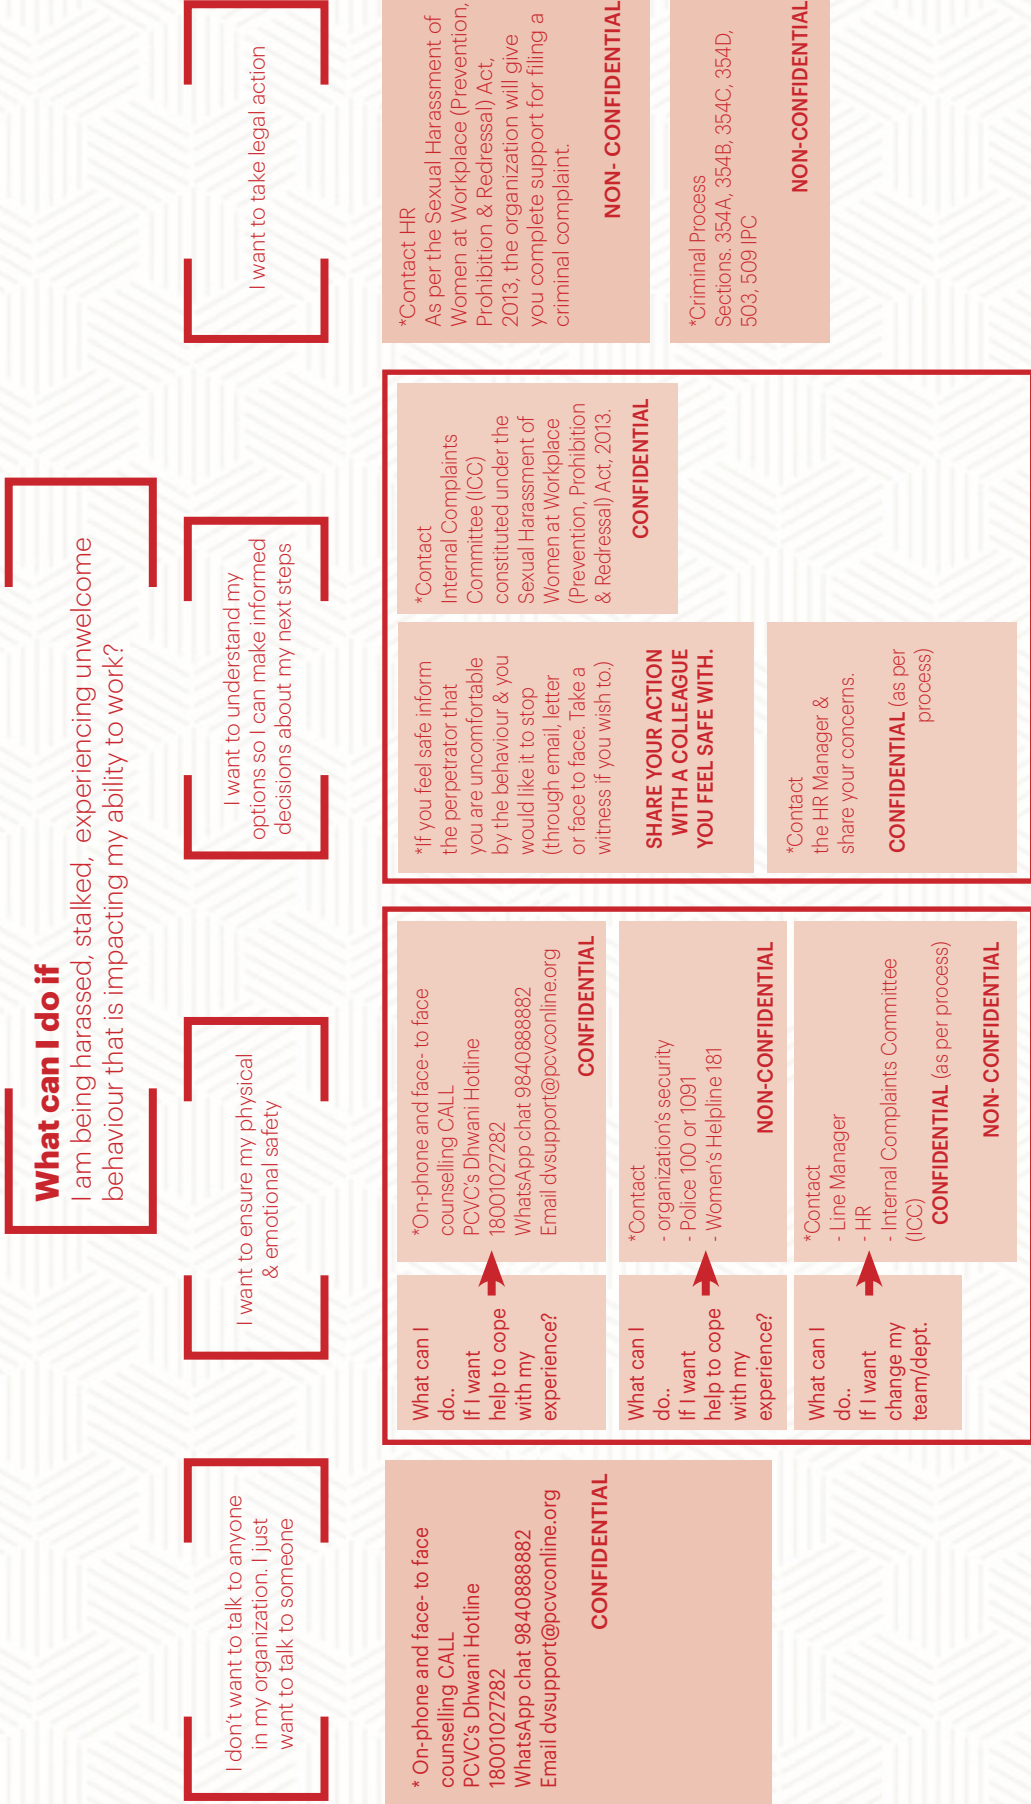 What can I do if
I am being harassed, stalked, experiencing unwelcome
behaviour that is impacting my ability to work?
I don't want to talk to anyone
in my organization. I just
want to talk to someone
* On-phone and face- to face
counselling CALL
PCVC's Dhwani Hotline
18001027282
WhatsApp chat 9840888882
Email dvsupport@pcvconline.org
CONFIDENTIAL
I want to ensure my physical
& emotional safety
What can I
do..
If I want
help to cope
with my
experience?
*On-phone and face- to face
counselling CALL
PCVC's Dhwani Hotline
18001027282
WhatsApp chat 9840888882
Email dvsupport@pcvconline.org
CONFIDENTIAL
What can I
do..
If I want
help to cope
with my
experience?
*Contact
- organization's security
- Police 100 or 1091
- Women's Helpline 181
NON-CONFIDENTIAL
What can I
do..
If I want
change my
team/dept.
*Contact
- Line Manager
- HR
- Internal Complaints Committee
(ICC)
CONFIDENTIAL (as per process)
NON- CONFIDENTIAL
I want to understand my
options so I can make informed
decisions about my next steps
*If you feel safe inform
the perpetrator that
you are uncomfortable
by the behaviour & you
would like it to stop
(through email, letter
or face to face. Take a
witness if you wish to.)
SHARE YOUR ACTION
WITH A COLLEAGUE
YOU FEEL SAFE WITH.
*Contact
the HR Manager &
share your concerns.
CONFIDENTIAL (as per
process)
*Contact
Internal Complaints
Committee (ICC)
constituted under the
Sexual Harassment of
Women at Workplace
(Prevention, Prohibition
& Redressal) Act, 2013.
CONFIDENTIAL
I want to take legal action
*Contact HR
As per the Sexual Harassment of
Women at Workplace (Prevention,
Prohibition & Redressal) Act,
2013, the organization will give
you complete support for filing a
criminal complaint.
NON- CONFIDENTIAL
*Criminal Process
Sections. 354A, 354B, 354C, 354D,
503, 509 IPC
NON-CONFIDENTIAL